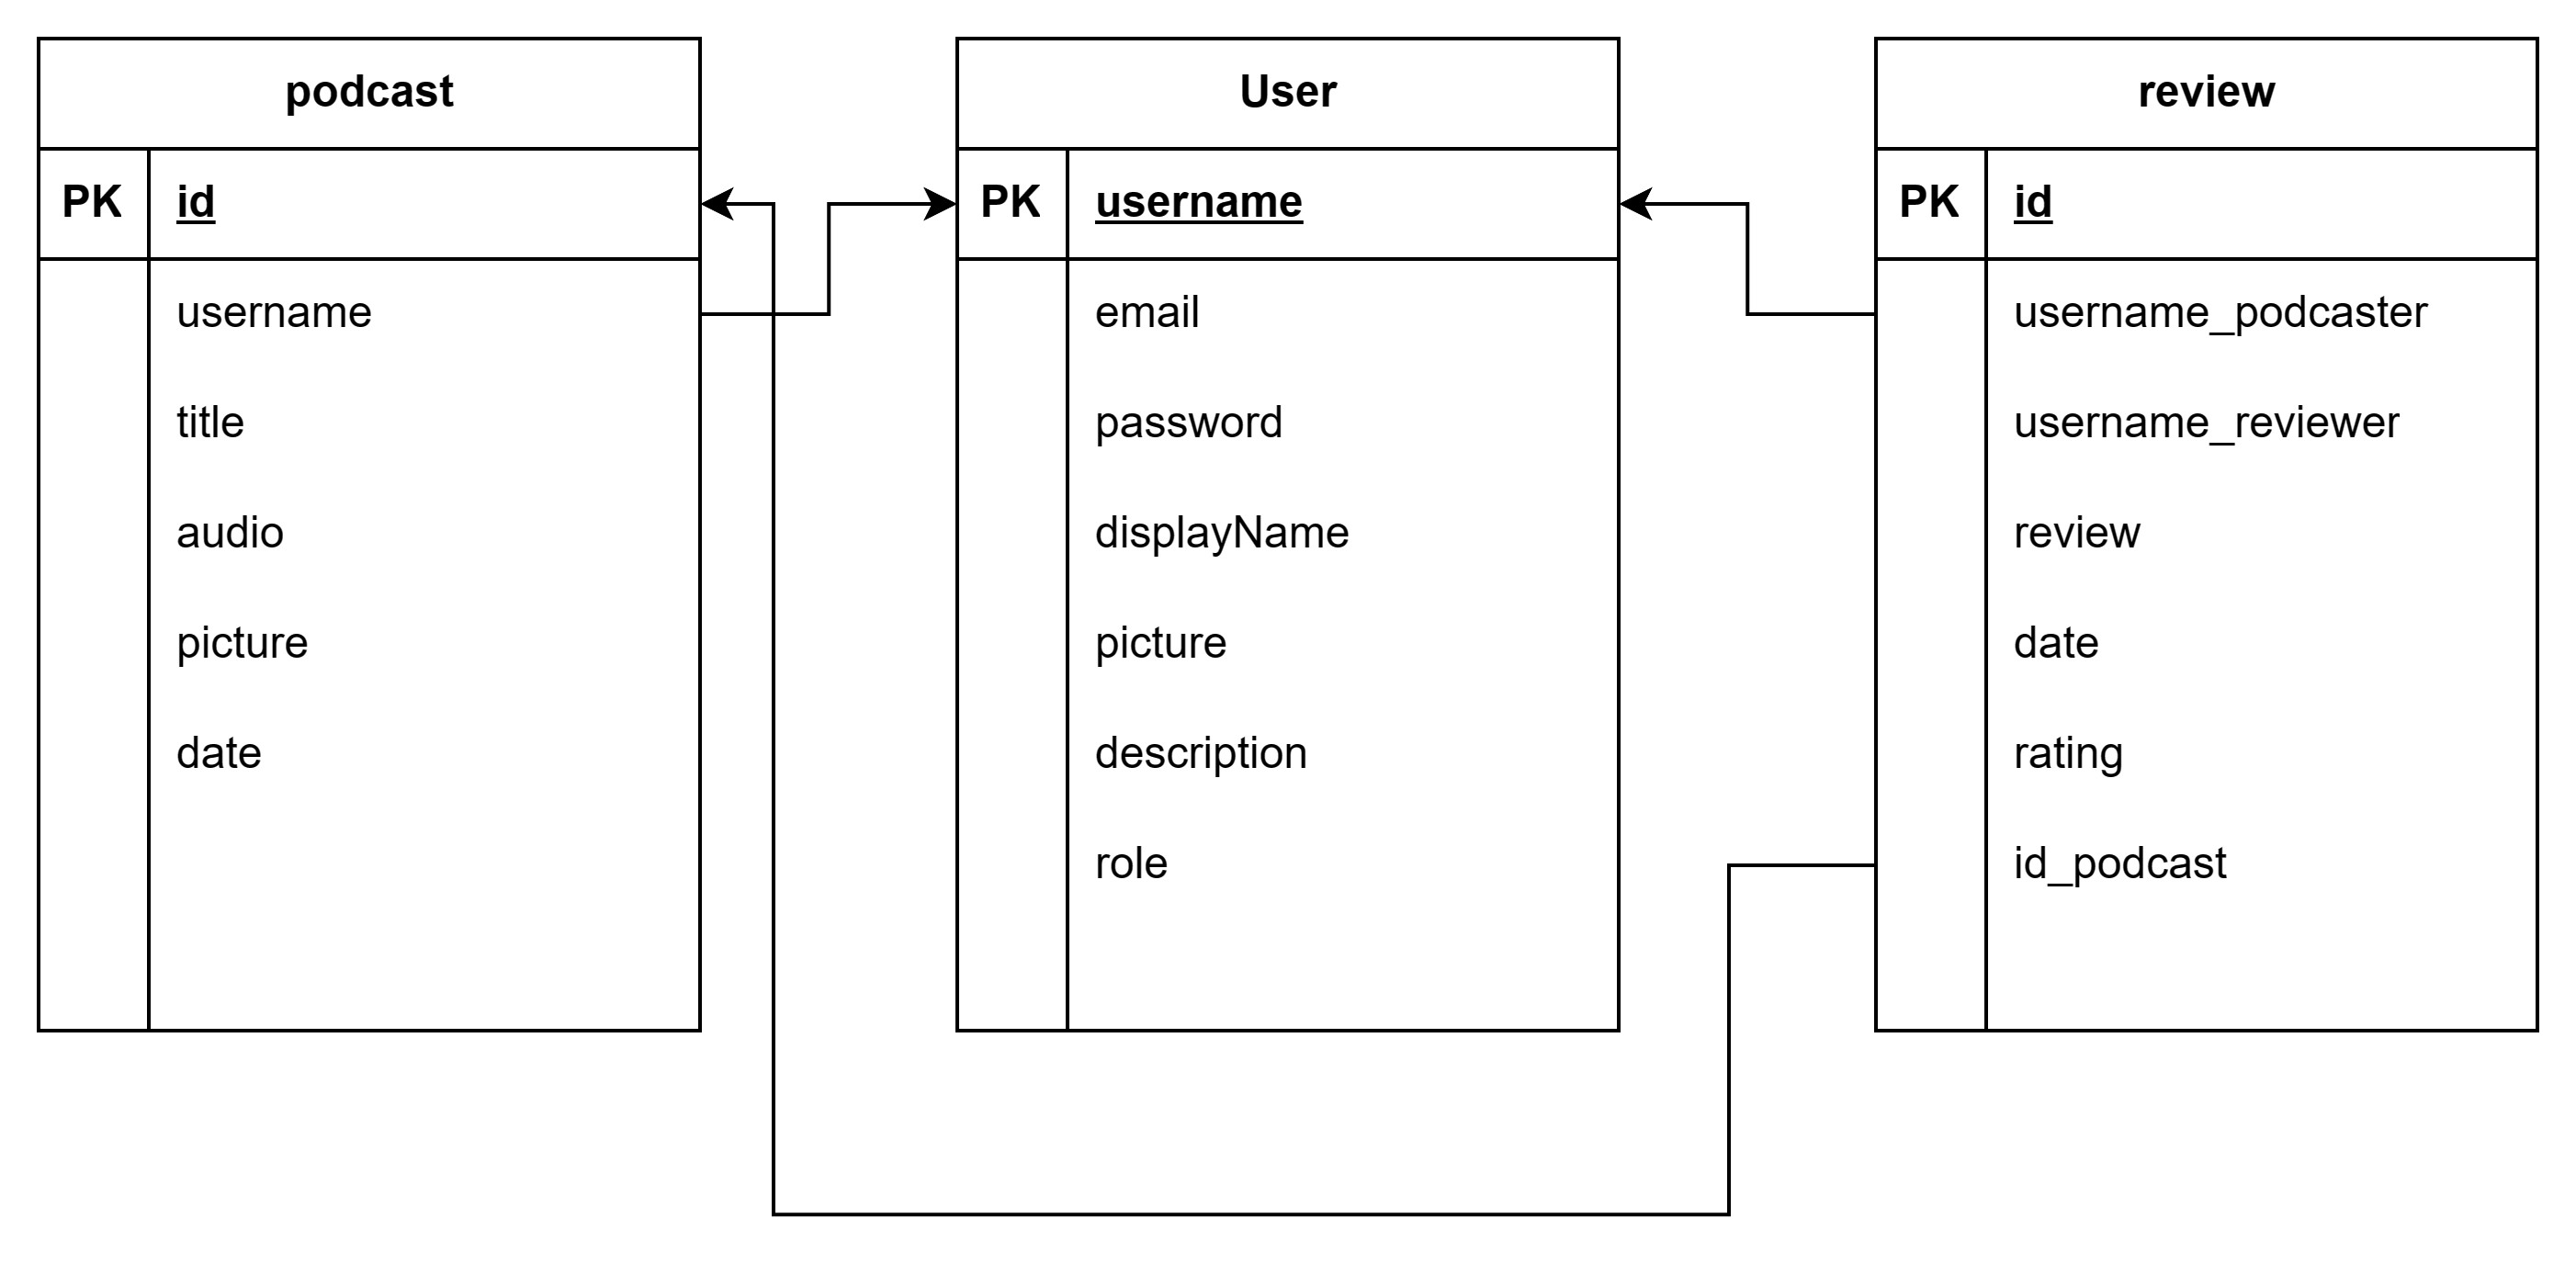 podcast
PK id
username
title
audio
picture
date
User
PK username
email
password
displayName
picture
description
role
review
PK id
username_podcaster
username_reviewer
review
date
rating
id_podcast